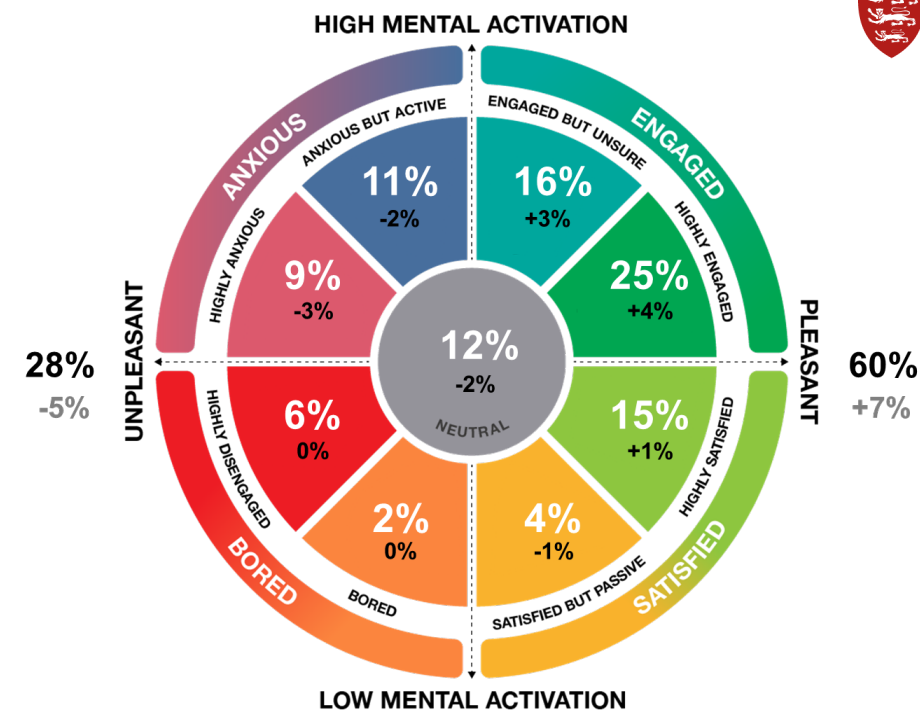 HIGH MENTAL ACTIVATION
ANXIOUS
ANXIOUS BUT ACTIVE
ENGAGED BUT UNSURE
ENGAGED
11%
-2%
16%
+3%
HIGHLY ANXIOUS
HIGHLY ENGAGED
9%
-3%
25%
+4%
UNPLEASANT
28%
-5%
12%
-2%
NEUTRAL
PLEASANT
60%
+7%
6%
0%
15%
+1%
HIGHLY DISENGAGED
HIGHLY SATISFIED
2%
0%
4%
-1%
BORED
BORED
SATISFIED BUT PASSIVE
SATISFIED
LOW MENTAL ACTIVATION